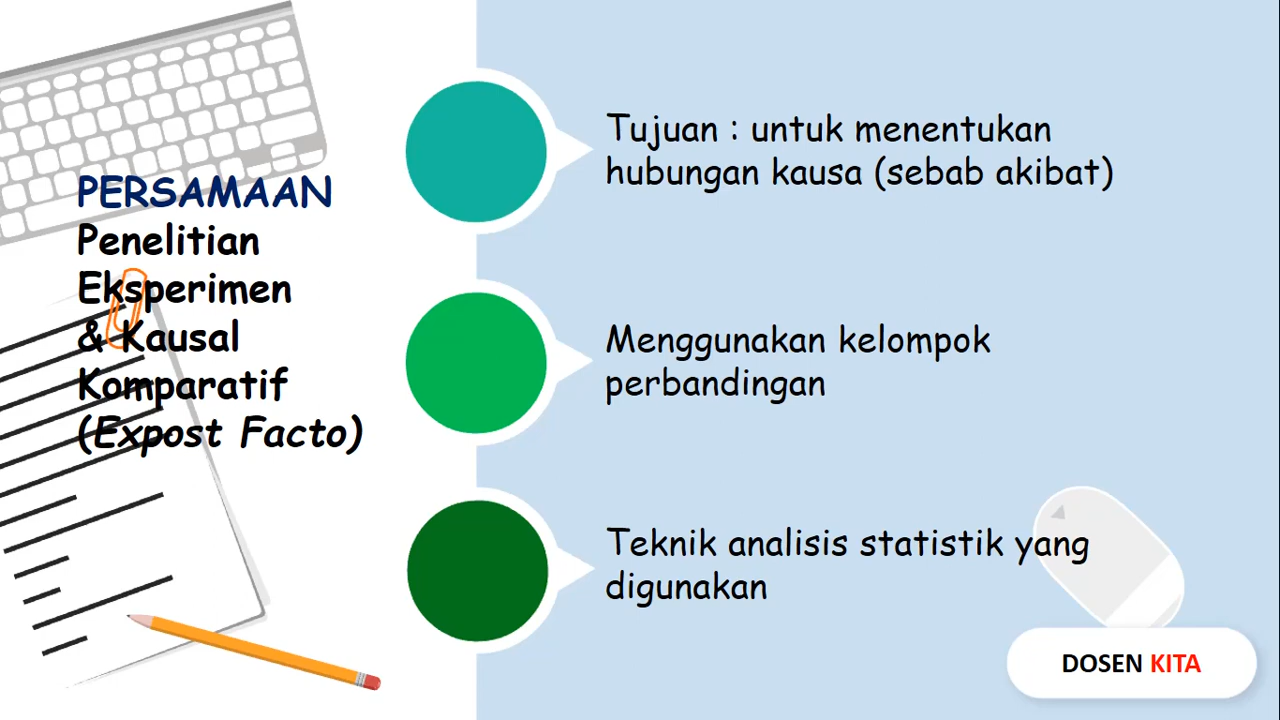 PERSAMAAN
Penelitian
Eksperimen
& Kausal
Komparatif
(Expost Facto)
Tujuan : untuk menentukan
hubungan kausa (sebab akibat)
Menggunakan kelompok
perbandingan
Teknik analisis statistik yang
digunakan
DOSEN KITA